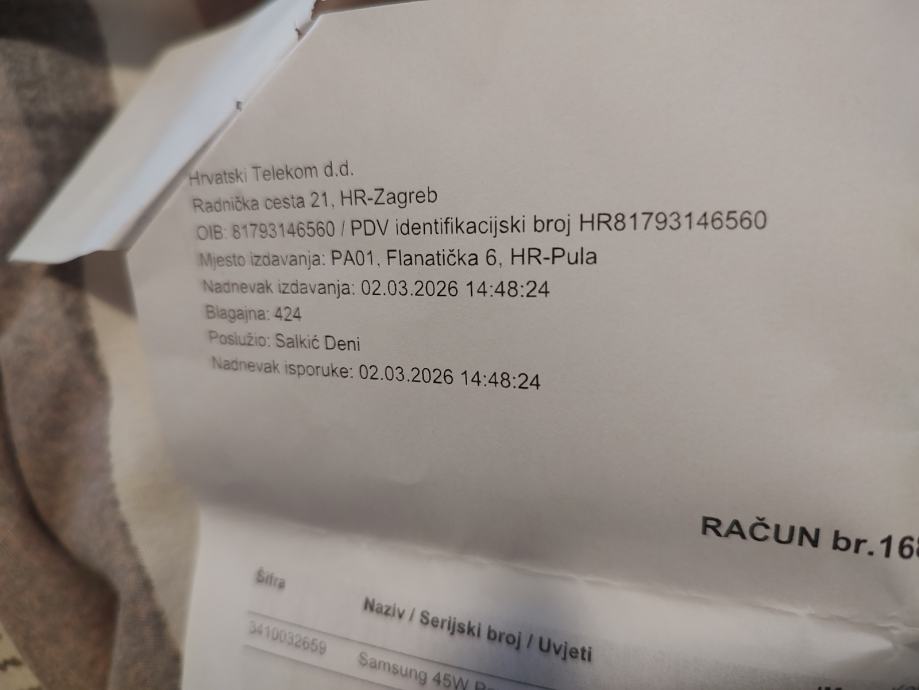 Hrvatski Telekom d.d.
Radnička cesta 21, HR-Zagreb
OIB: 81793146560 / PDV identifikacijski broj HR81793146560
Mjesto izdavanja: PA01, Flanatička 6, HR-Pula
Nadnevak izdavanja: 02.03.2026 14:48:24
Blagajna: 424
Poslužio: Salkić Deni
Nadnevak isporuke: 02.03.2026 14:48:24
RAČUN br.168
Šifra
Naziv / Serijski broj / Uvjeti
3410032659
Samsung 45W